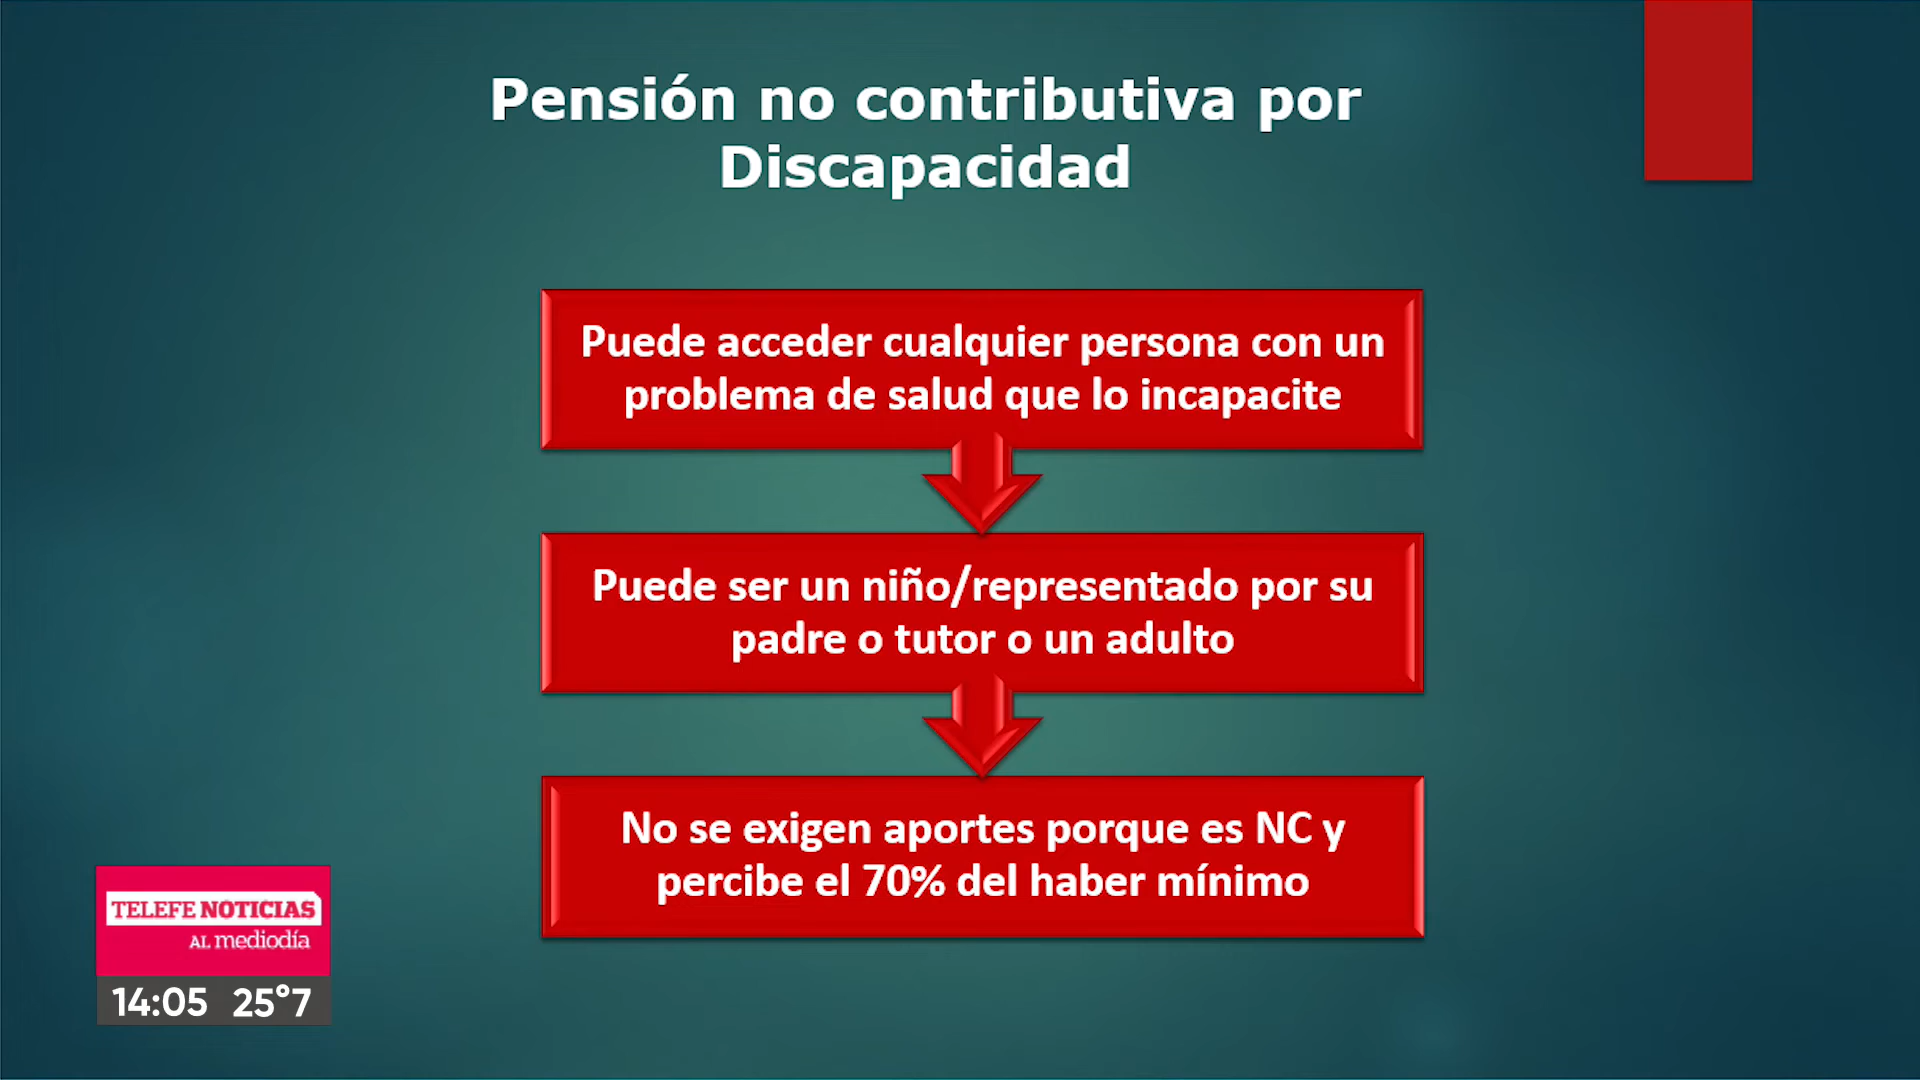 Pensión no contributiva por
Discapacidad
Puede acceder cualquier persona con un
problema de salud que lo incapacite
Puede ser un niño/representado por su
padre o tutor o un adulto
No se exigen aportes porque es NC y
percibe el 70% del haber mínimo
TELEFE NOTICIAS
AL mediodía
14:05 25°7